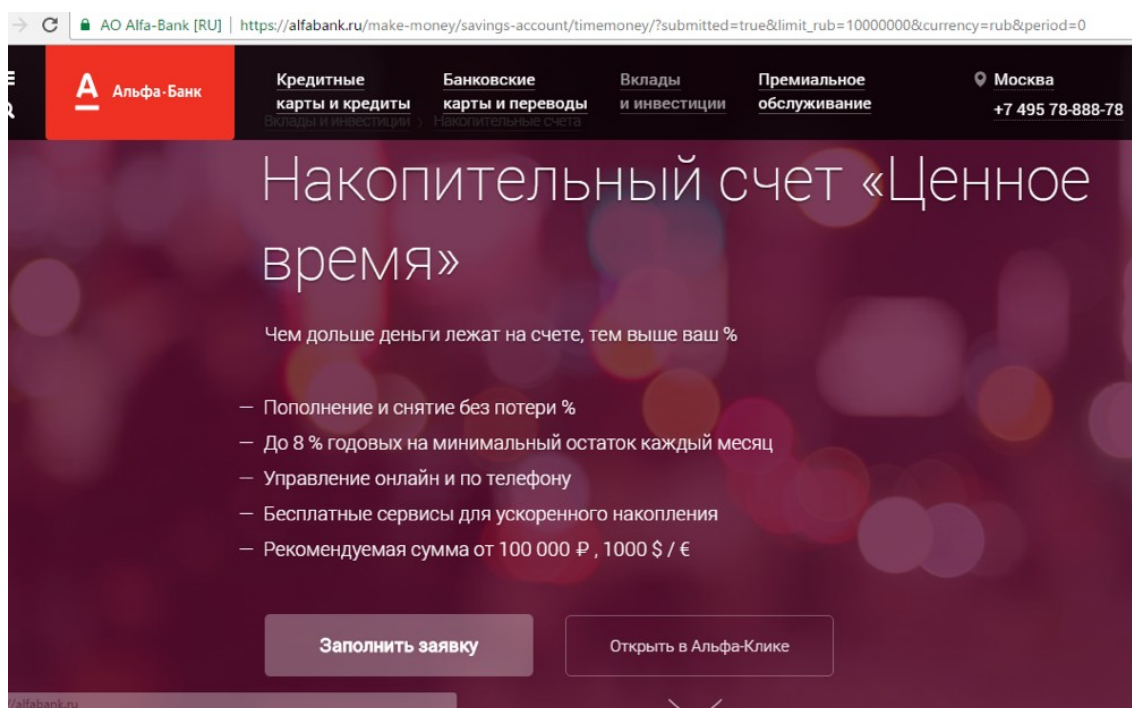 AO Alfa-Bank [RU] | https://alfabank.ru/make-money/savings-account/timemoney/?submitted=true&limit_rub=10000000&currency=rub&period=0
Альфа·Банк
Кредитные карты и кредиты
Банковские карты и переводы
Вклады и инвестиции
Премиальное обслуживание
Москва
+7 495 78-888-78
Вклады и инвестиции > Накопительные счета
Накопительный счет «Ценное
время»
Чем дольше деньги лежат на счете, тем выше ваш %
— Пополнение и снятие без потери %
— До 8 % годовых на минимальный остаток каждый месяц
— Управление онлайн и по телефону
— Бесплатные сервисы для ускоренного накопления
— Рекомендуемая сумма от 100 000 ₽ , 1000 $ / €
Заполнить заявку
Открыть в Альфа-Клике
//alfabank.ru